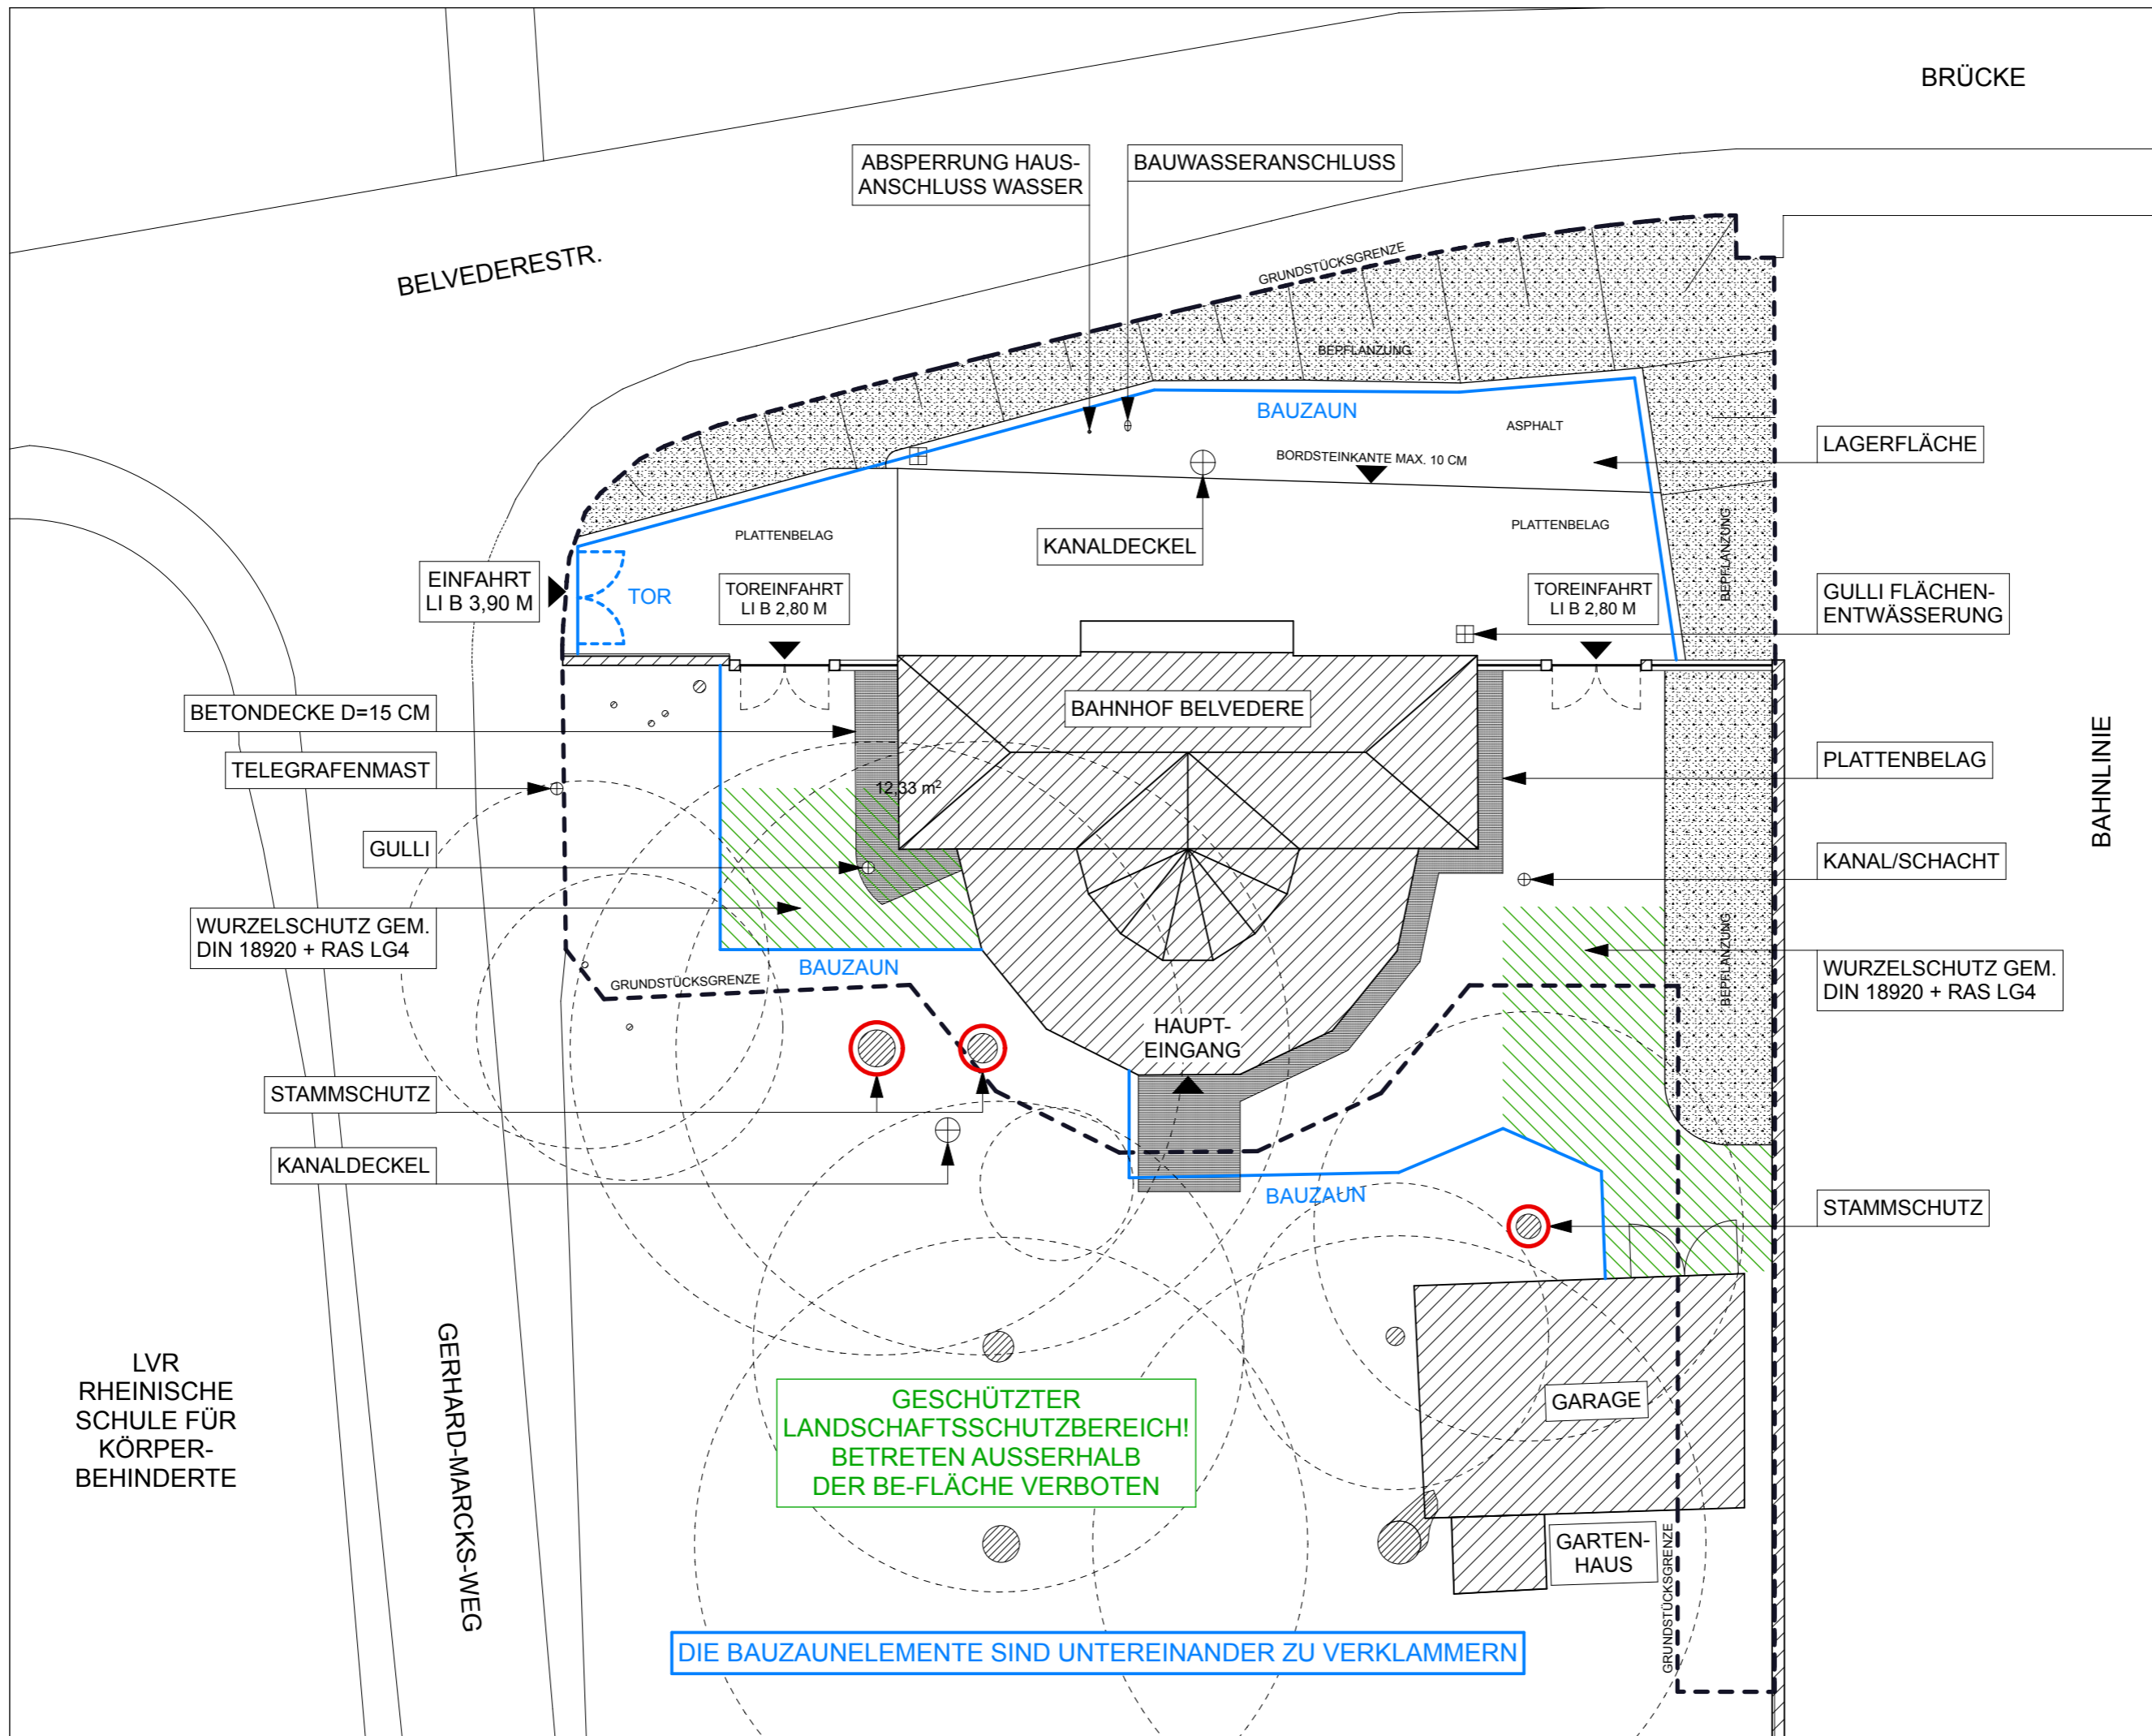 BRÜCKE
ABSPERRUNG HAUS-
ANSCHLUSS WASSER
BAUWASSERANSCHLUSS
BELVEDERESTR.
GRUNDSTÜCKSGRENZE
BEPFLANZUNG
BAUZAUN
ASPHALT
LAGERFLÄCHE
BORDSTEINKANTE MAX. 10 CM
PLATTENBELAG
PLATTENBELAG
KANALDECKEL
BEPFLANZUNG
EINFAHRT
LI B 3,90 M
TOR
TOREINFAHRT
LI B 2,80 M
TOREINFAHRT
LI B 2,80 M
GULLI FLÄCHEN-
ENTWÄSSERUNG
BETONDECKE D=15 CM
BAHNHOF BELVEDERE
TELEGRAFENMAST
12,33 m²
PLATTENBELAG
BAHNLINIE
GULLI
KANAL/SCHACHT
WURZELSCHUTZ GEM.
DIN 18920 + RAS LG4
BAUZAUN
GRUNDSTÜCKSGRENZE
BEPFLANZUNG
WURZELSCHUTZ GEM.
DIN 18920 + RAS LG4
HAUPT-
EINGANG
STAMMSCHUTZ
KANALDECKEL
BAUZAUN
STAMMSCHUTZ
LVR
RHEINISCHE
SCHULE FÜR
KÖRPER-
BEHINDERTE
GERHARD-MARCKS-WEG
GESCHÜTZTER
LANDSCHAFTSSCHUTZBEREICH!
BETRETEN AUSSERHALB
DER BE-FLÄCHE VERBOTEN
GARAGE
GARTEN-
HAUS
GRUNDSTÜCKSGRENZE
DIE BAUZAUNELEMENTE SIND UNTEREINANDER ZU VERKLAMMERN